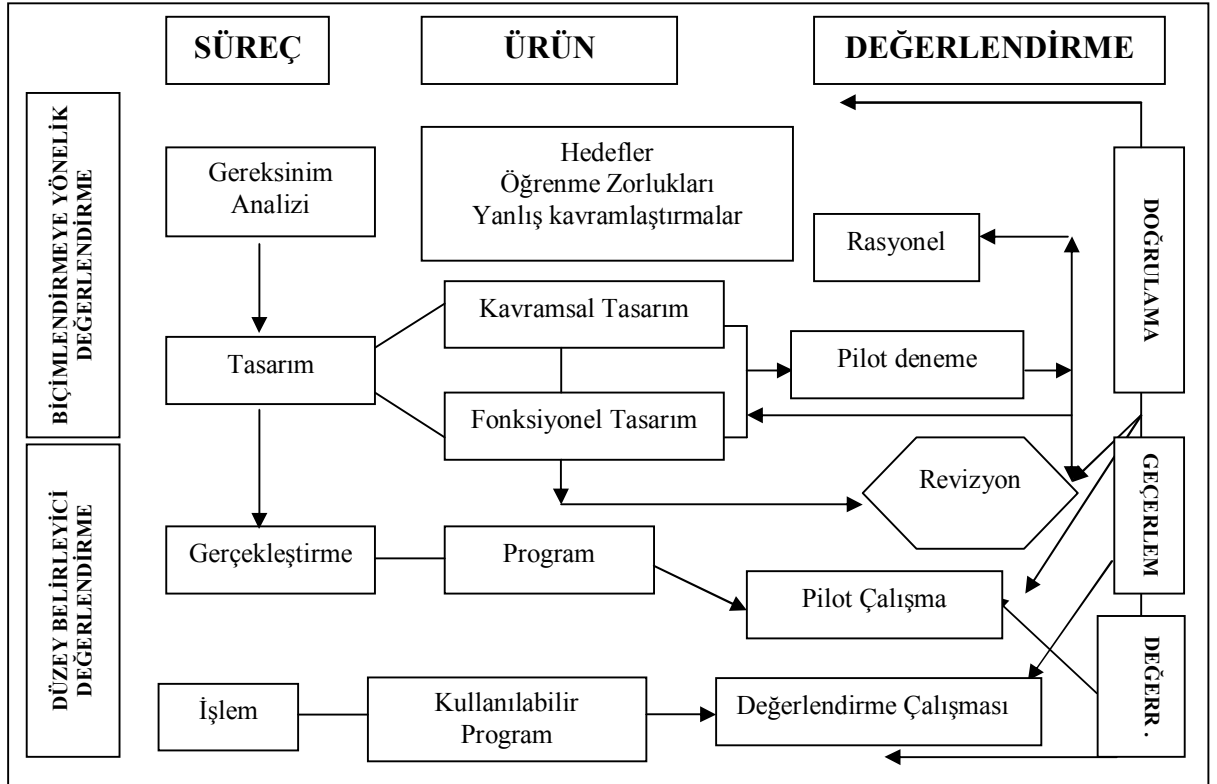 SÜREÇ
ÜRÜN
DEĞERLENDİRME
BİÇİMLENDİRMEYE YÖNELİK
DEĞERLENDİRME
Gereksinim
Analizi
Hedefler
Öğrenme Zorlukları
Yanlış kavramlaştırmalar
Rasyonel
DOĞRULAMA
Kavramsal Tasarım
Tasarım
Pilot deneme
Fonksiyonel Tasarım
Revizyon
GEÇERLEM
DÜZEY BELİRLEYİCİ
DEĞERLENDİRME
Gerçekleştirme
Program
Pilot Çalışma
DEĞERR.
İşlem
Kullanılabilir
Program
Değerlendirme Çalışması